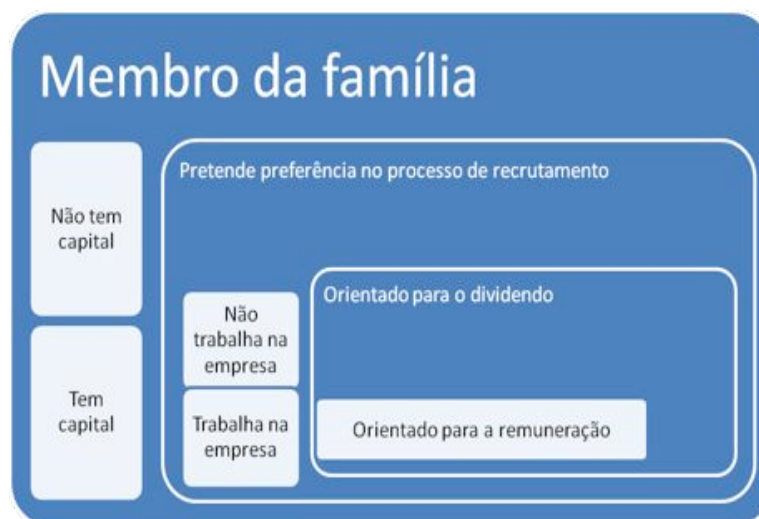 Membro da família
Não tem
capital
Tem
capital
Pretende preferência no processo de recrutamento
Não
trabalha na
empresa
Trabalha na
empresa
Orientado para o dividendo
Orientado para a remuneração